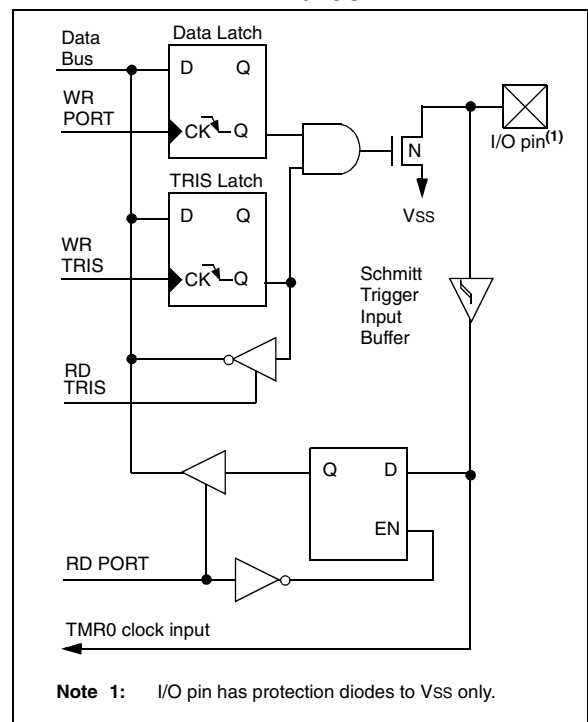 Data
Bus
Data Latch
D Q
WR
PORT
CK Q
I/O pin(1)
N
TRIS Latch
VSS
D Q
WR
TRIS
CK Q
Schmitt
Trigger
Input
Buffer
RD
TRIS
Q D
EN
RD PORT
TMR0 clock input
Note 1: I/O pin has protection diodes to VSS only.